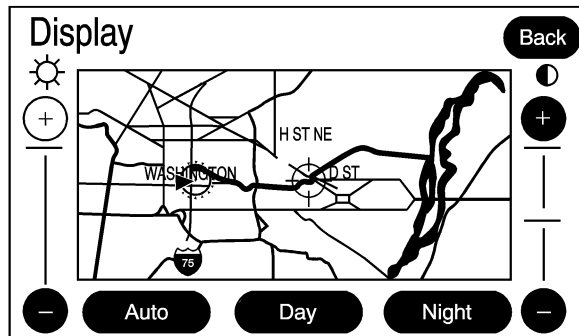 Display
Back
+
+
H ST NE
WASHINGTON
D ST
75
−
Auto
Day
Night
−